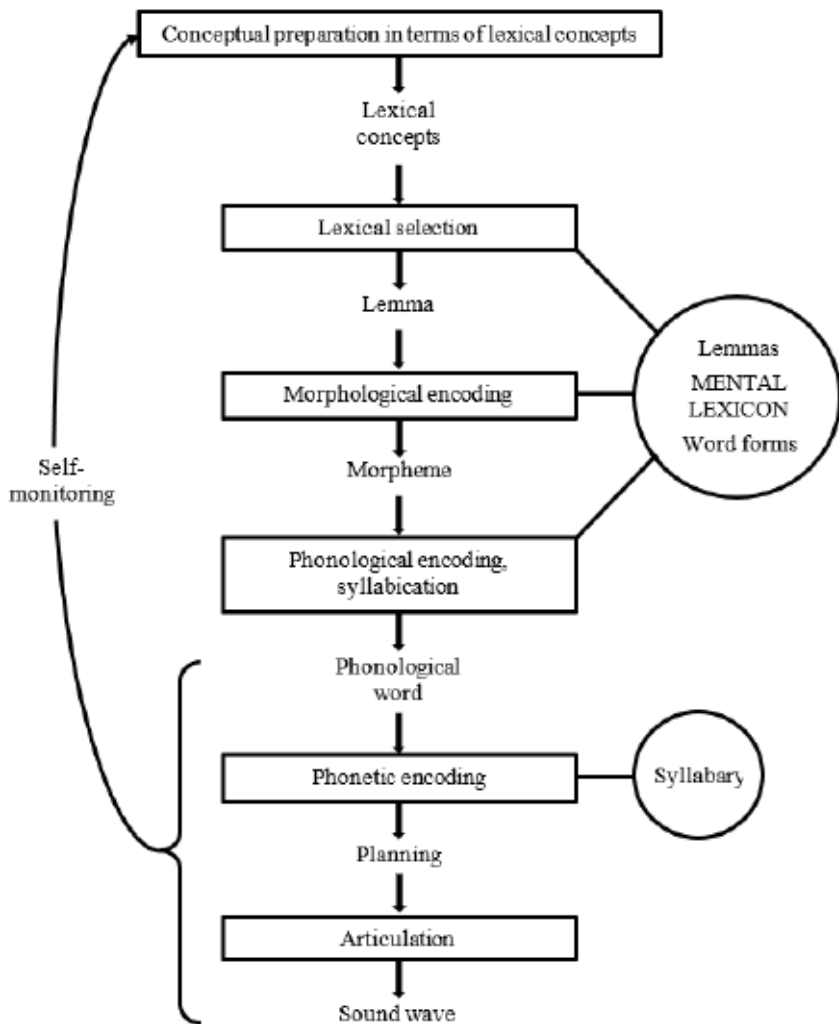 Conceptual preparation in terms of lexical concepts
Lexical
concepts
Lexical selection
Lemma
Lemmas
MENTAL
LEXICON
Word forms
Morphological encoding
Morpheme
Self-
monitoring
Phonological encoding,
syllabication
Phonological
word
Phonetic encoding
Syllabary
Planning
Articulation
Sound wave